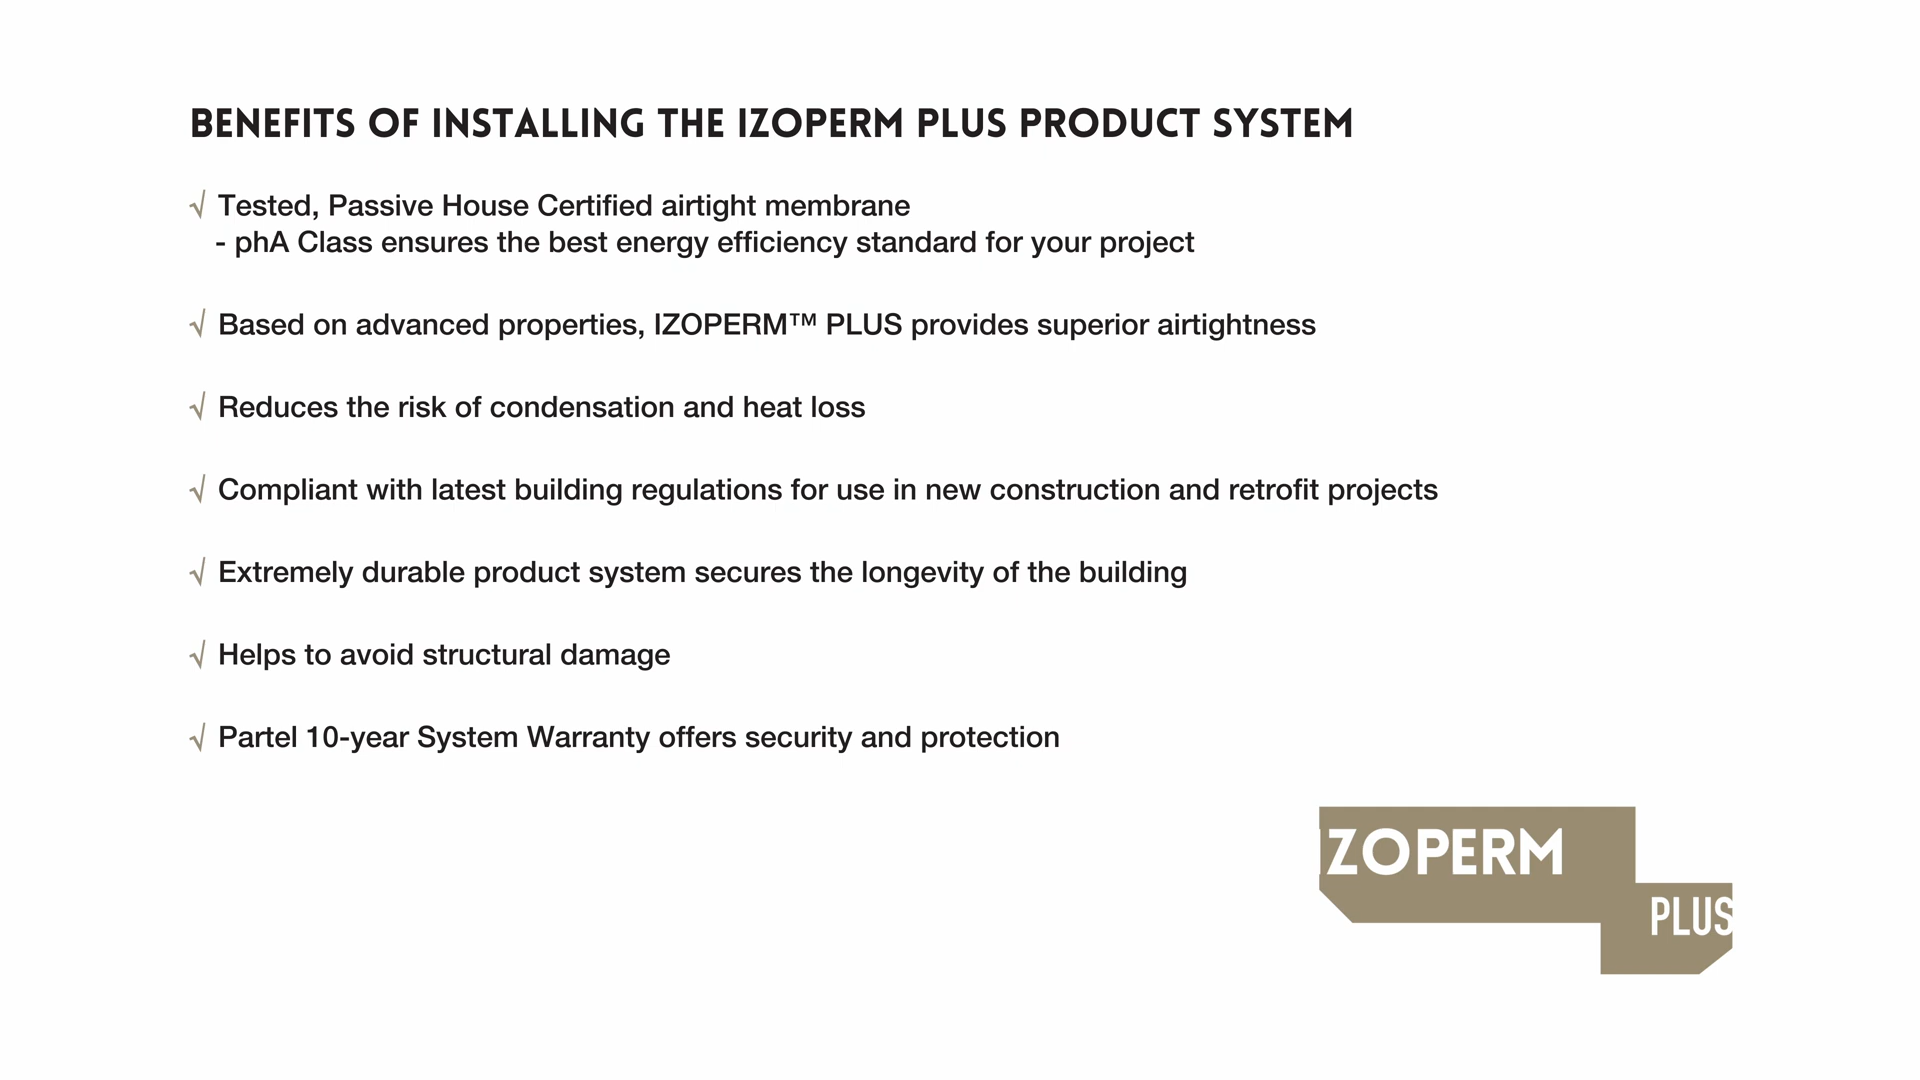 BENEFITS OF INSTALLING THE IZOPERM PLUS PRODUCT SYSTEM
√ Tested, Passive House Certified airtight membrane
- phA Class ensures the best energy efficiency standard for your project
√ Based on advanced properties, IZOPERM™ PLUS provides superior airtightness
√ Reduces the risk of condensation and heat loss
√ Compliant with latest building regulations for use in new construction and retrofit projects
√ Extremely durable product system secures the longevity of the building
√ Helps to avoid structural damage
√ Partel 10-year System Warranty offers security and protection
IZOPERM
PLUS